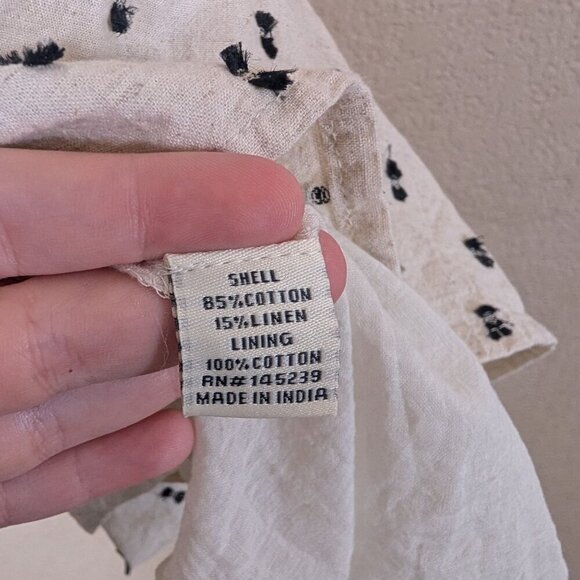 SHELL
85%COTTON
15%LINEN
LINING
100%COTTON
RN#145239
MADE IN INDIA